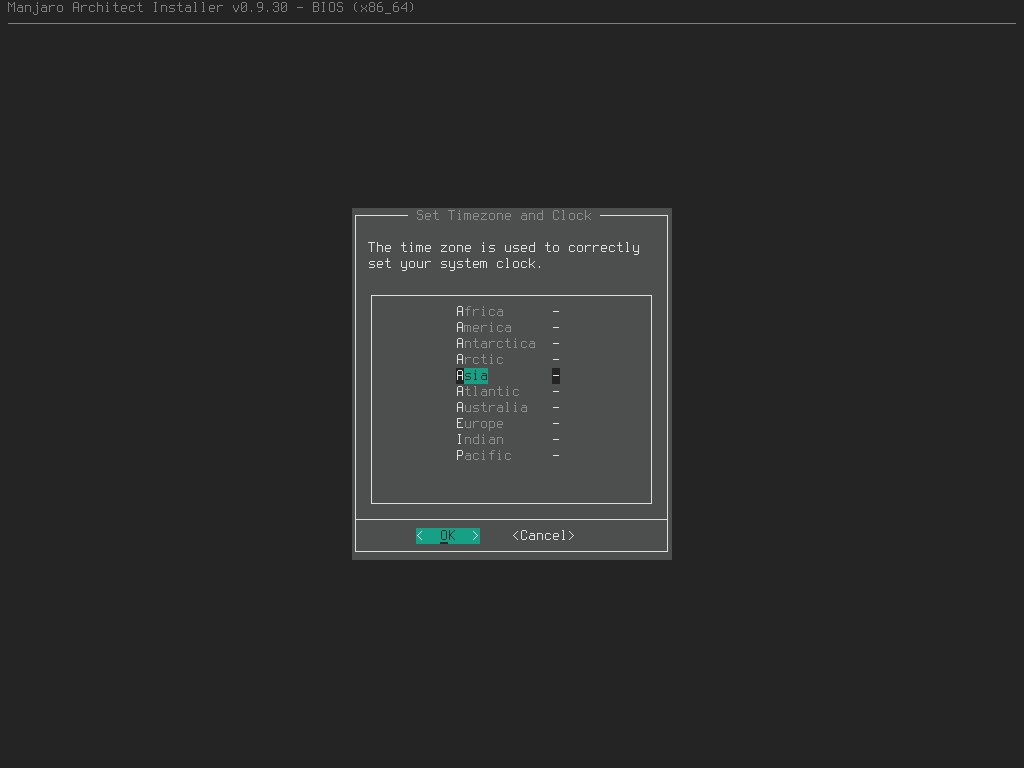 Manjaro Architect Installer v0.9.30 - BIOS (x86_64)
Set Timezone and Clock
The time zone is used to correctly
set your system clock.
Africa -
America -
Antarctica -
Arctic -
Asia -
Atlantic -
Australia -
Europe -
Indian -
Pacific -
< OK > <Cancel>